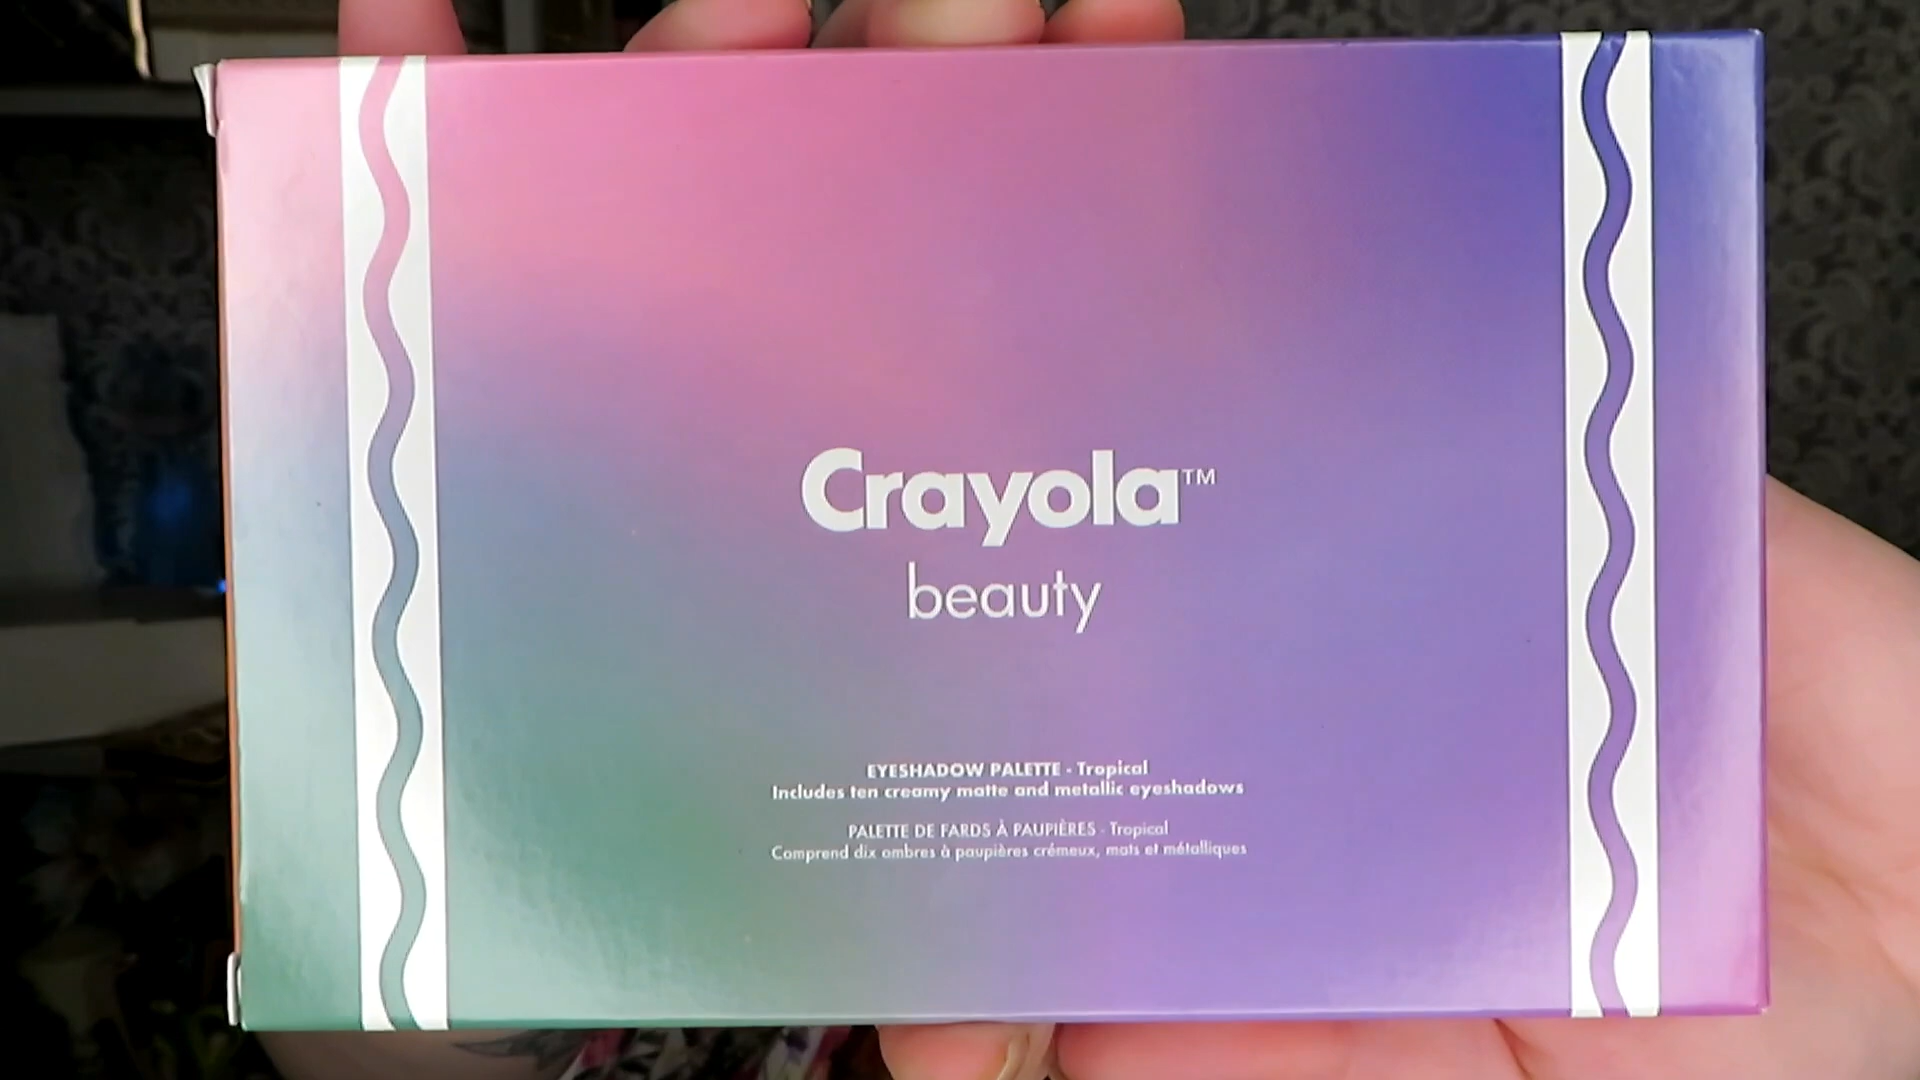 Crayola™
beauty
EYESHADOW PALETTE - Tropical
Includes ten creamy matte and metallic eyeshadows
PALETTE DE FARDS À PAUPIÈRES - Tropical
Comprend dix ombres à paupières crémeux, mats et métalliques